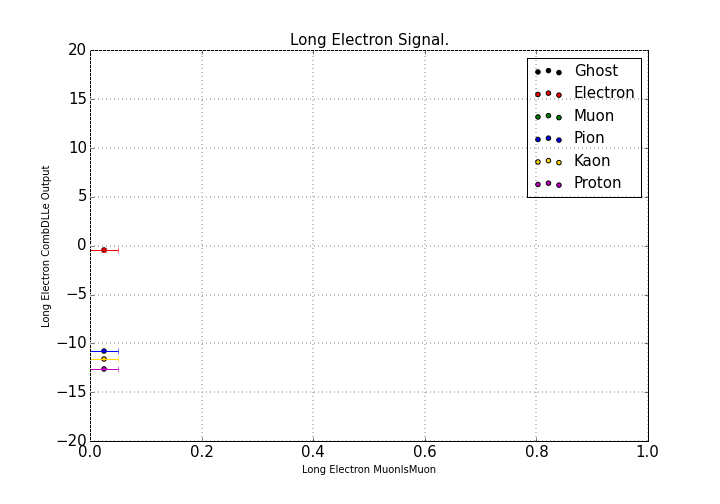 Long Electron Signal.
20
15
10
5
0
−5
−10
−15
−20
Long Electron CombDLLe Output
Ghost
Electron
Muon
Pion
Kaon
Proton
0.0 0.2 0.4 0.6 0.8 1.0
Long Electron MuonIsMuon